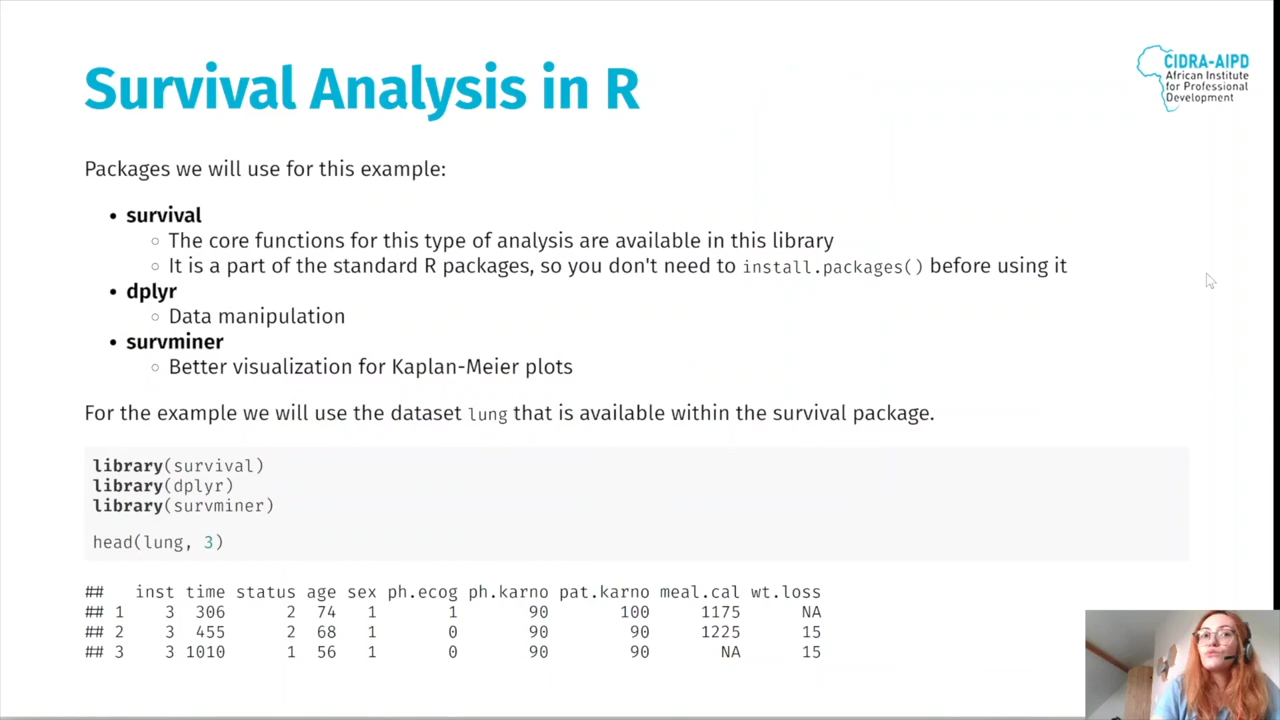 Survival Analysis in R
CIDRA-AIPD
African Institute
for Professional
Development
Packages we will use for this example:
• survival
○ The core functions for this type of analysis are available in this library
○ It is a part of the standard R packages, so you don't need to install.packages() before using it
• dplyr
○ Data manipulation
• survminer
○ Better visualization for Kaplan-Meier plots
For the example we will use the dataset lung that is available within the survival package.
library(survival)
library(dplyr)
library(survminer)
head(lung, 3)
##   inst time status age sex ph.ecog ph.karno pat.karno meal.cal wt.loss
## 1    3  306      2  74   1       1       90       100     1175      NA
## 2    3  455      2  68   1       0       90        90     1225      15
## 3    3 1010      1  56   1       0       90        90       NA      15